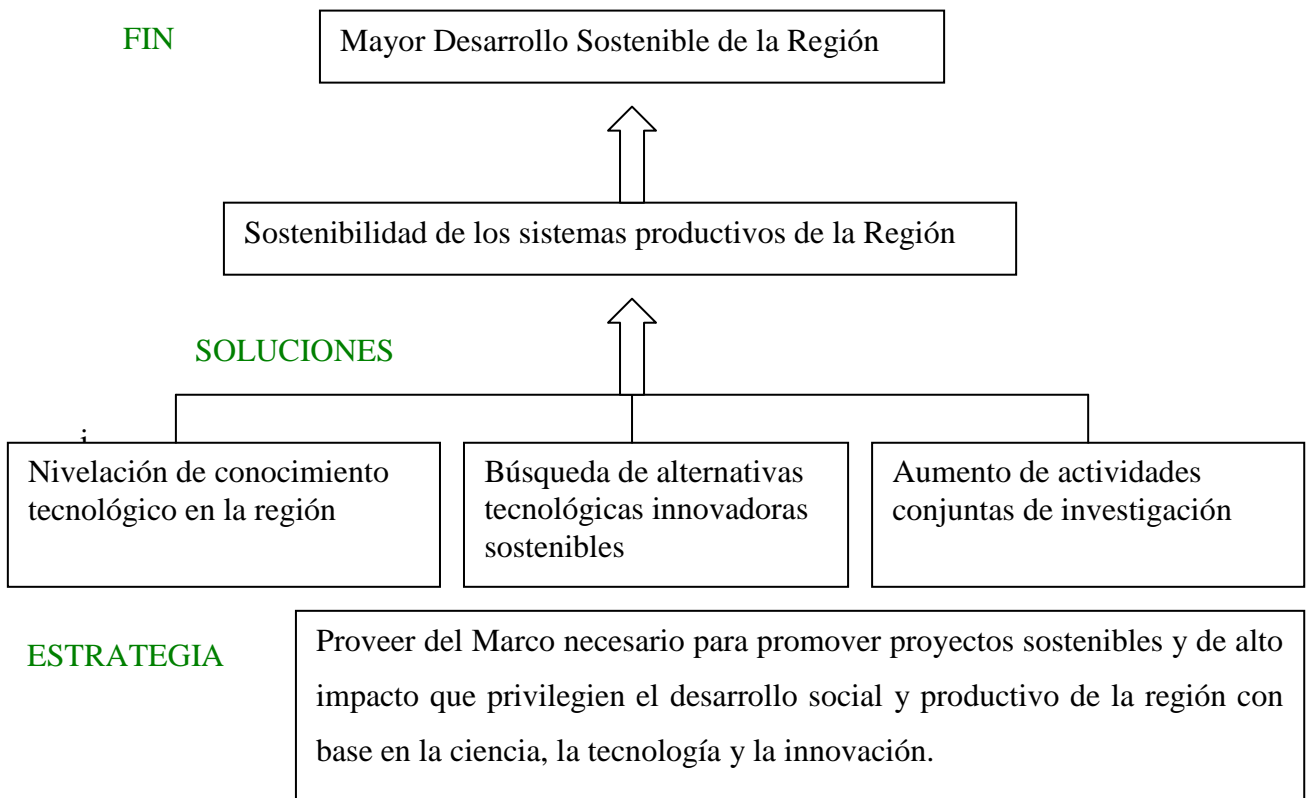 FIN
Mayor Desarrollo Sostenible de la Región
Sostenibilidad de los sistemas productivos de la Región
SOLUCIONES
i
Nivelación de conocimiento
tecnológico en la región
Búsqueda de alternativas
tecnológicas innovadoras
sostenibles
Aumento de actividades
conjuntas de investigación
ESTRATEGIA
Proveer del Marco necesario para promover proyectos sostenibles y de alto
impacto que privilegien el desarrollo social y productivo de la región con
base en la ciencia, la tecnología y la innovación.